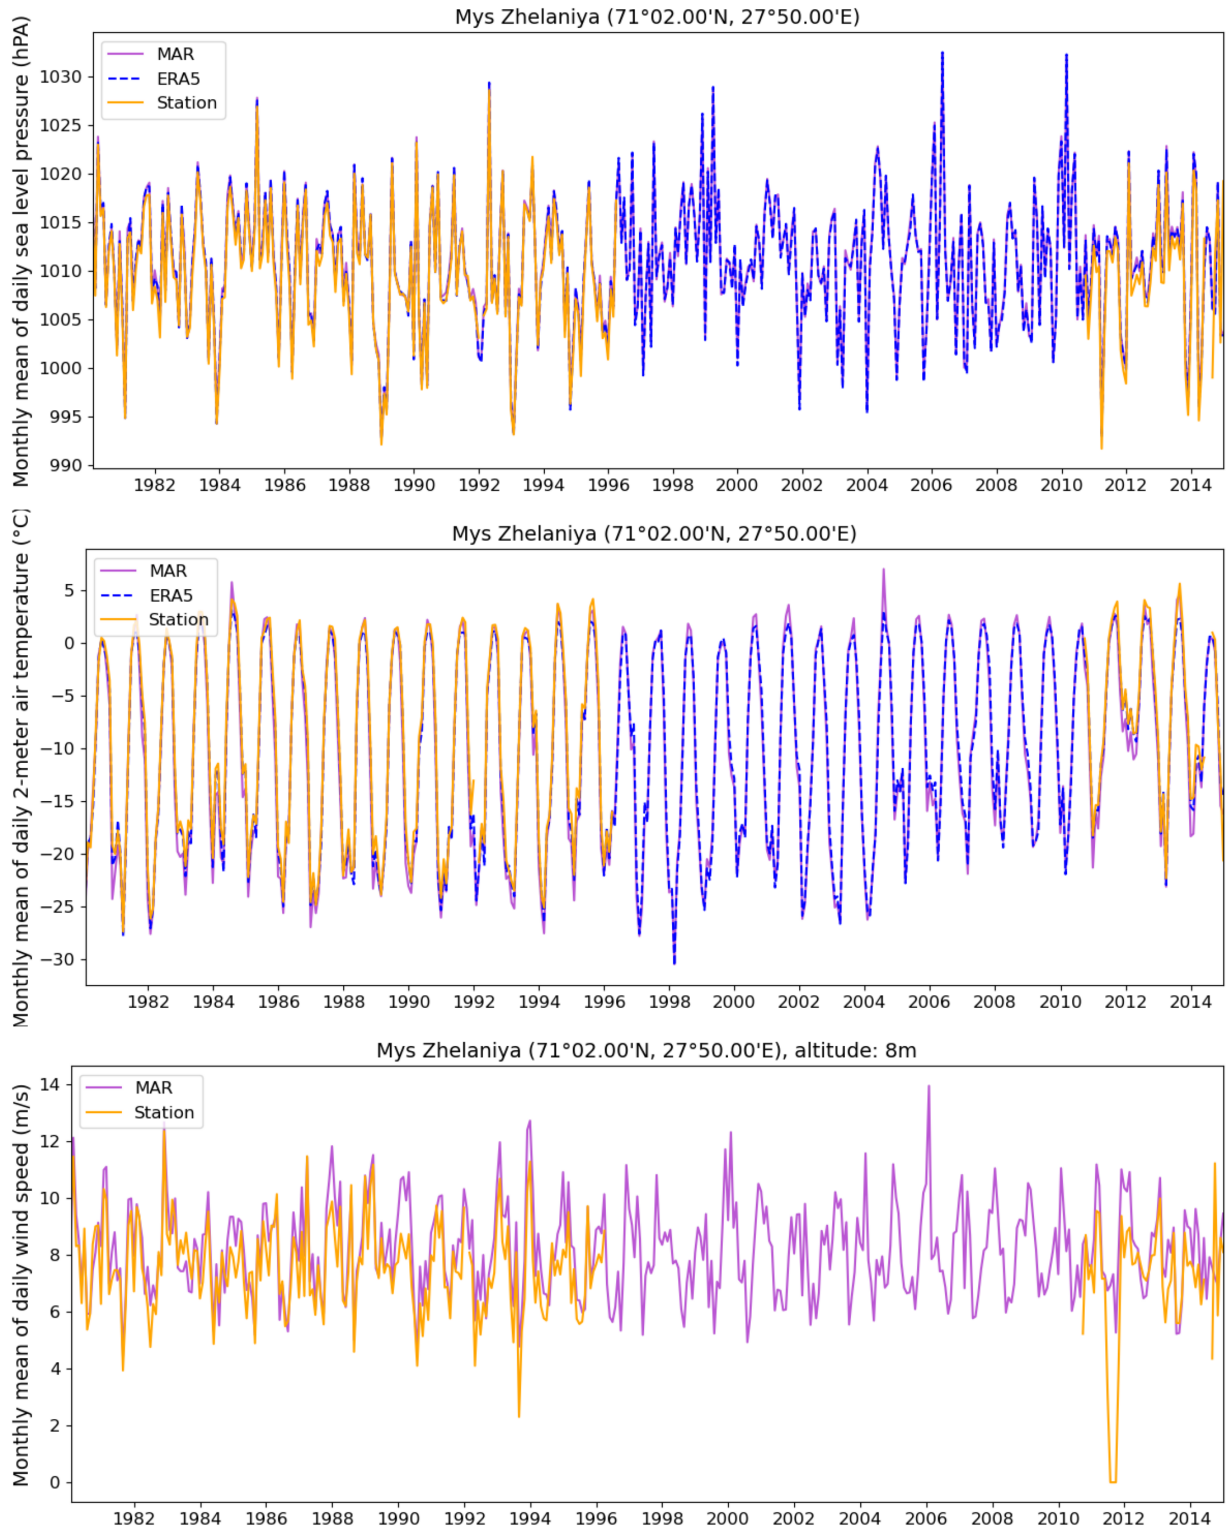 Mys Zhelaniya (71°02.00'N, 27°50.00'E)
Monthly mean of daily sea level pressure (hPA)
MAR
ERA5
Station
1030
1025
1020
1015
1010
1005
1000
995
990
1982 1984 1986 1988 1990 1992 1994 1996 1998 2000 2002 2004 2006 2008 2010 2012 2014
Mys Zhelaniya (71°02.00'N, 27°50.00'E)
Monthly mean of daily 2-meter air temperature (°C)
MAR
ERA5
Station
5
0
−5
−10
−15
−20
−25
−30
1982 1984 1986 1988 1990 1992 1994 1996 1998 2000 2002 2004 2006 2008 2010 2012 2014
Mys Zhelaniya (71°02.00'N, 27°50.00'E), altitude: 8m
Monthly mean of daily wind speed (m/s)
MAR
Station
14
12
10
8
6
4
2
0
1982 1984 1986 1988 1990 1992 1994 1996 1998 2000 2002 2004 2006 2008 2010 2012 2014